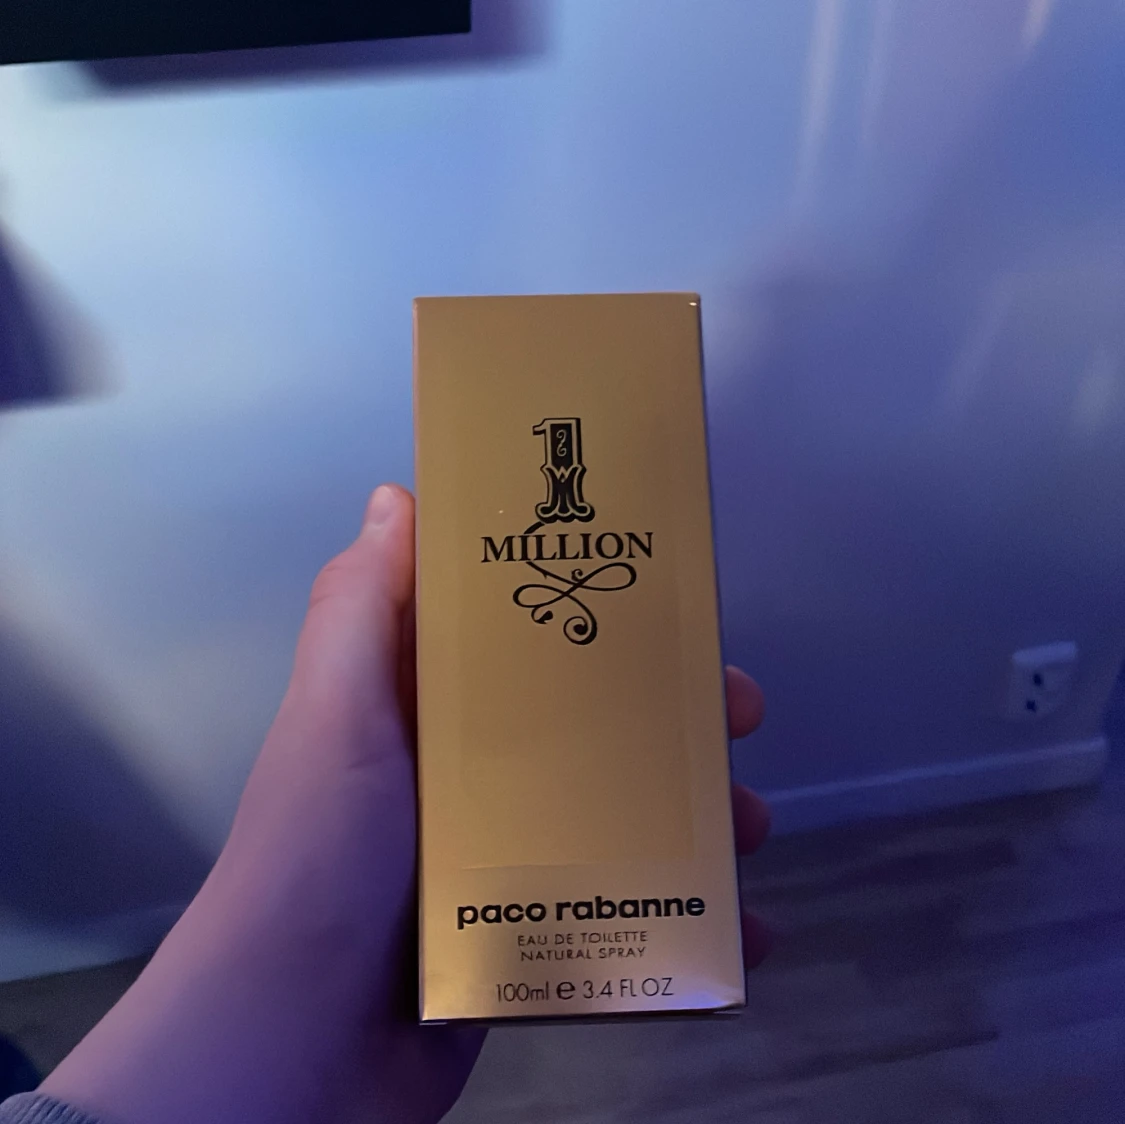 1
M
MILLION
paco rabanne
EAU DE TOILETTE
NATURAL SPRAY
100ml e 3.4 FL OZ